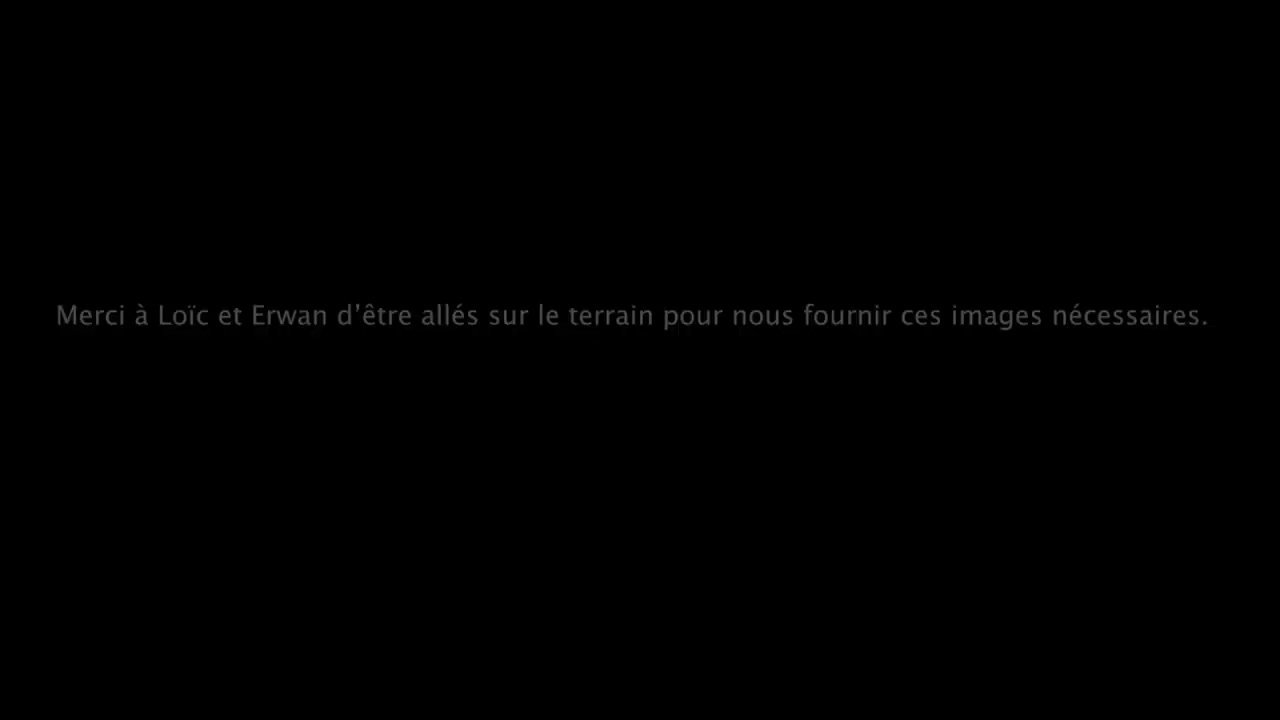 Merci à Loïc et Erwan d'être allés sur le terrain pour nous fournir ces images nécessaires.